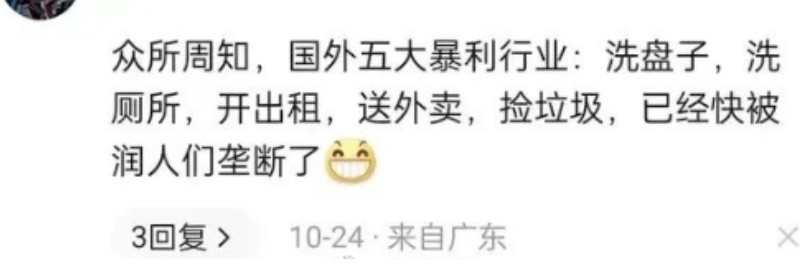 众所周知，国外五大暴利行业：洗盘子，洗
厕所，开出租，送外卖，捡垃圾，已经快被
润人们垄断了😁
3回复 >
10-24 · 来自广东
×